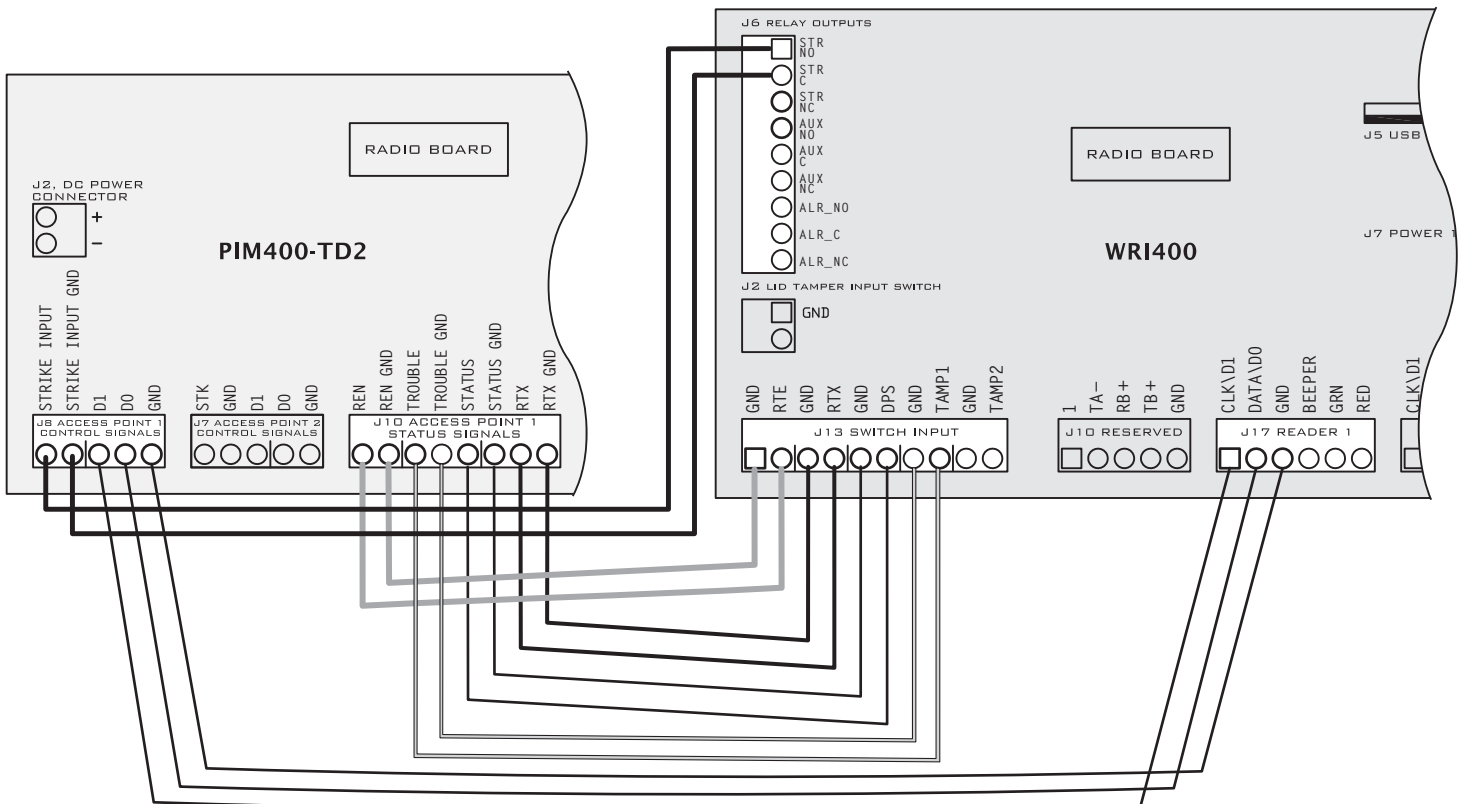 J6 RELAY OUTPUTS
STR
NO
STR
C
STR
NC
AUX
NO
AUX
C
AUX
NC
ALR_NO
ALR_C
ALR_NC
RADIO BOARD
J5 USB
RADIO BOARD
J2, DC POWER
CONNECTOR
+
−
PIM400-TD2
WRI400
J7 POWER 1
J2 LID TAMPER INPUT SWITCH
GND
STRIKE INPUT
STRIKE INPUT GND
D1
D0
GND
STK
GND
D1
D0
GND
REN
REN GND
TROUBLE
TROUBLE GND
STATUS
STATUS GND
RTX
RTX GND
GND
RTE
GND
RTX
GND
DPS
GND
TAMP1
GND
TAMP2
1
TA−
RB+
TB+
GND
CLK\D1
DATA\D0
GND
BEEPER
GRN
RED
CLK\D1
J8 ACCESS POINT 1
CONTROL SIGNALS
J7 ACCESS POINT 2
CONTROL SIGNALS
J10 ACCESS POINT 1
STATUS SIGNALS
J13 SWITCH INPUT
J10 RESERVED
J17 READER 1